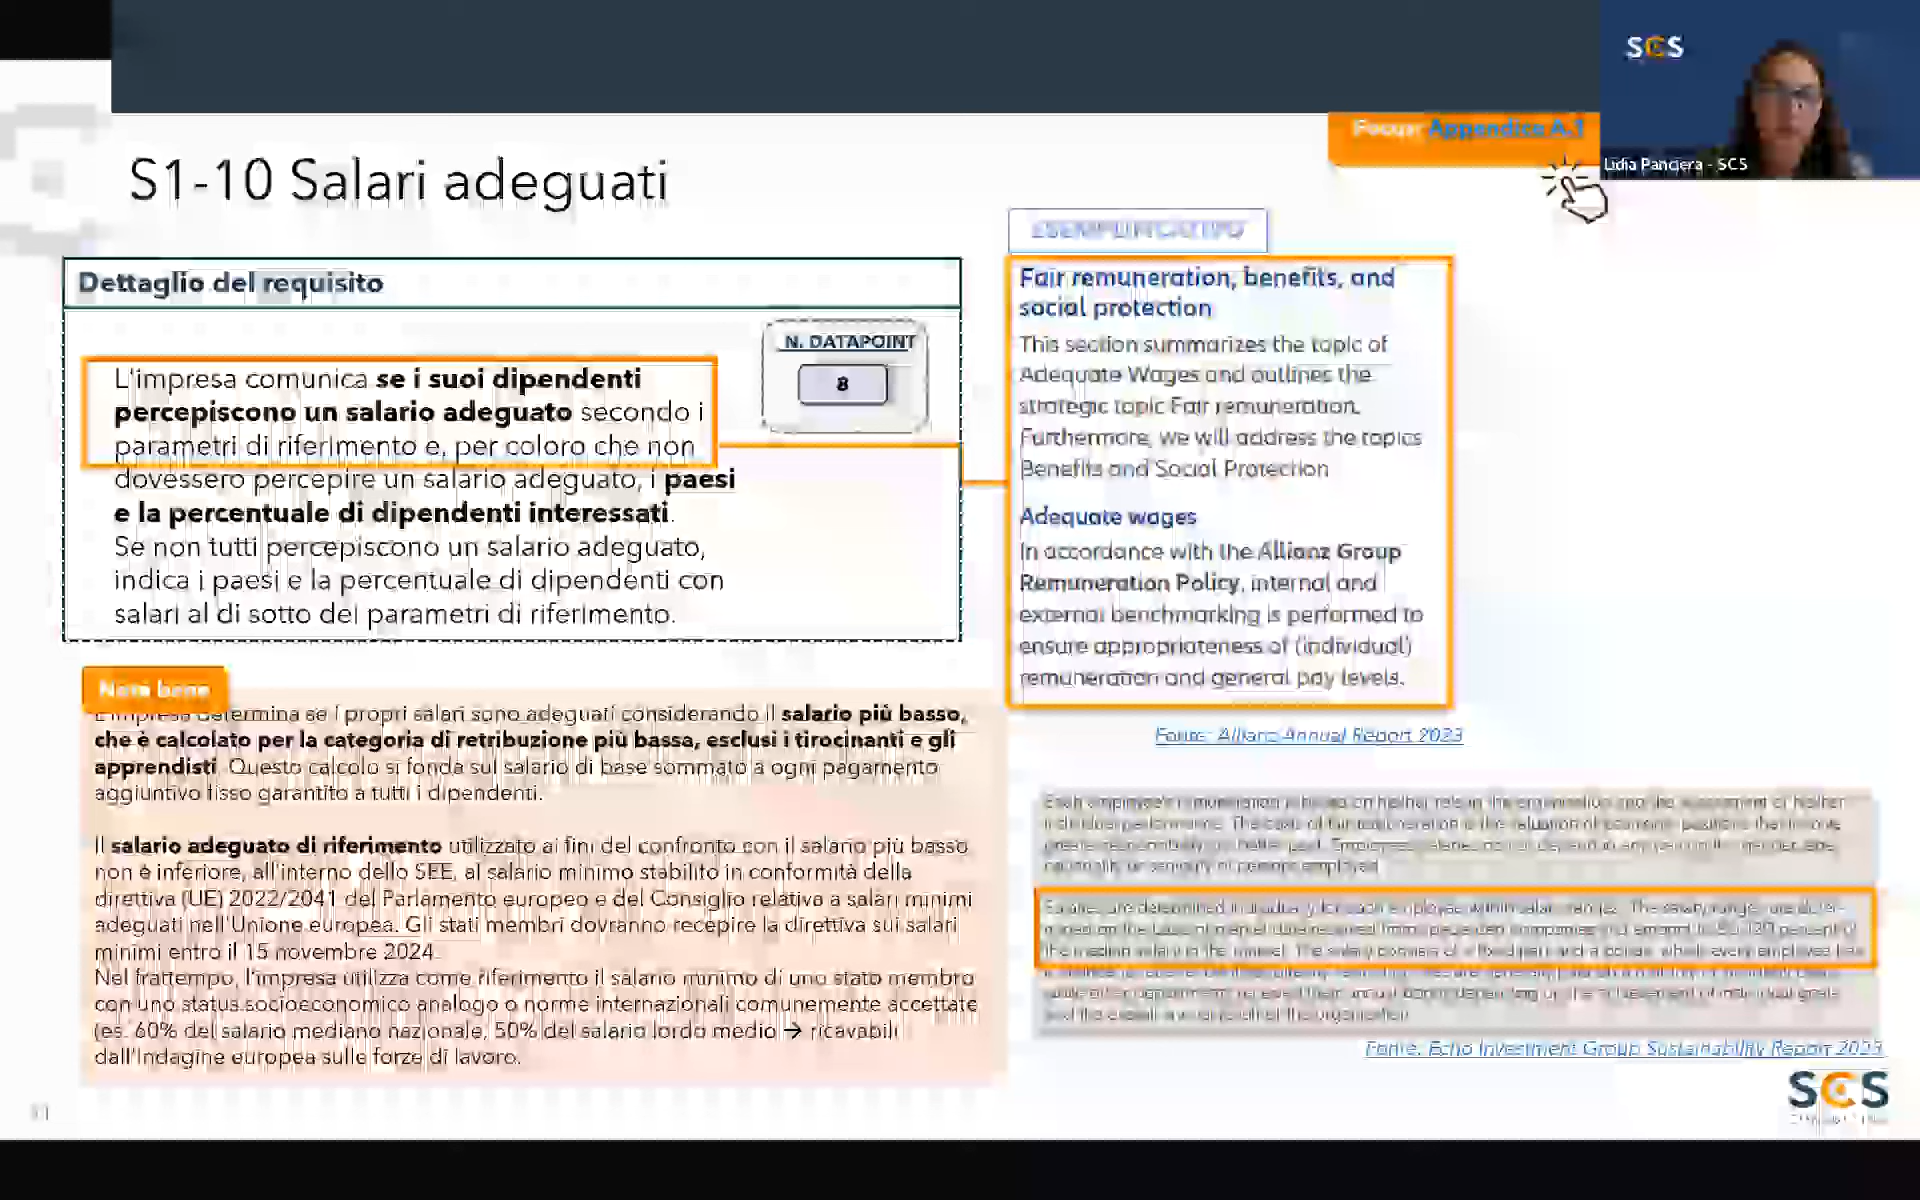 SCS
Focus: Appendice A.1
Lidia Panciera - SCS
S1-10 Salari adeguati
ESEMPLIFICATIVO
Dettaglio del requisito
N. DATAPOINT
8
L'impresa comunica se i suoi dipendenti
percepiscono un salario adeguato secondo i
parametri di riferimento e, per coloro che non
dovessero percepire un salario adeguato, i paesi
e la percentuale di dipendenti interessati.
Se non tutti percepiscono un salario adeguato,
indica i paesi e la percentuale di dipendenti con
salari al di sotto dei parametri di riferimento.
Nota bene
L'impresa determina se i propri salari sono adeguati considerando il salario più basso,
che è calcolato per la categoria di retribuzione più bassa, esclusi i tirocinanti e gli
apprendisti. Questo calcolo si fonda sul salario di base sommato a ogni pagamento
aggiuntivo fisso garantito a tutti i dipendenti.
Il salario adeguato di riferimento utilizzato ai fini del confronto con il salario più basso
non è inferiore, all'interno dello SEE, al salario minimo stabilito in conformità della
direttiva (UE) 2022/2041 del Parlamento europeo e del Consiglio relativa a salari minimi
adeguati nell'Unione europea. Gli stati membri dovranno recepire la direttiva sui salari
minimi entro il 15 novembre 2024.
Nel frattempo, l'impresa utilizza come riferimento il salario minimo di uno stato membro
con uno status socioeconomico analogo o norme internazionali comunemente accettate
(es. 60% del salario mediano nazionale, 50% del salario lordo medio → ricavabili
dall'Indagine europea sulle forze di lavoro.
Fair remuneration, benefits, and
social protection
This section summarizes the topic of
Adequate Wages and outlines the
strategic topic Fair remuneration.
Furthermore, we will address the topics
Benefits and Social Protection
Adequate wages
In accordance with the Allianz Group
Remuneration Policy, internal and
external benchmarking is performed to
ensure appropriateness of (individual)
remuneration and general pay levels.
Fonte: Allianz Annual Report 2023
Fonte: Echo Investment Group Sustainability Report 2023
SCS
11